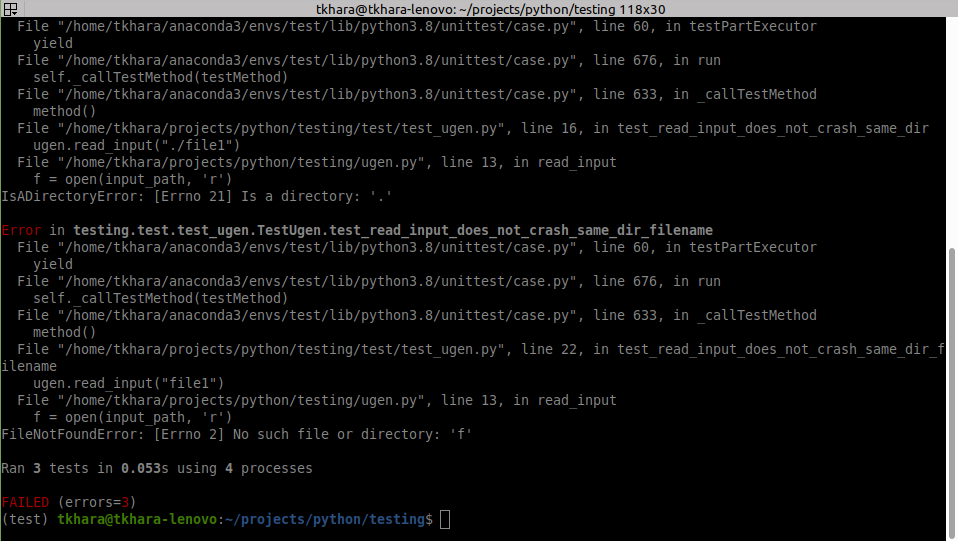 tkhara@tkhara-lenovo: ~/projects/python/testing 118x30
File "/home/tkhara/anaconda3/envs/test/lib/python3.8/unittest/case.py", line 60, in testPartExecutor
yield
File "/home/tkhara/anaconda3/envs/test/lib/python3.8/unittest/case.py", line 676, in run
self._callTestMethod(testMethod)
File "/home/tkhara/anaconda3/envs/test/lib/python3.8/unittest/case.py", line 633, in _callTestMethod
method()
File "/home/tkhara/projects/python/testing/test/test_ugen.py", line 16, in test_read_input_does_not_crash_same_dir
ugen.read_input("./file1")
File "/home/tkhara/projects/python/testing/ugen.py", line 13, in read_input
f = open(input_path, 'r')
IsADirectoryError: [Errno 21] Is a directory: '.'
Error in testing.test.test_ugen.TestUgen.test_read_input_does_not_crash_same_dir_filename
File "/home/tkhara/anaconda3/envs/test/lib/python3.8/unittest/case.py", line 60, in testPartExecutor
yield
File "/home/tkhara/anaconda3/envs/test/lib/python3.8/unittest/case.py", line 676, in run
self._callTestMethod(testMethod)
File "/home/tkhara/anaconda3/envs/test/lib/python3.8/unittest/case.py", line 633, in _callTestMethod
method()
File "/home/tkhara/projects/python/testing/test/test_ugen.py", line 22, in test_read_input_does_not_crash_same_dir_f
ilename
ugen.read_input("file1")
File "/home/tkhara/projects/python/testing/ugen.py", line 13, in read_input
f = open(input_path, 'r')
FileNotFoundError: [Errno 2] No such file or directory: 'f'
Ran 3 tests in 0.053s using 4 processes
FAILED (errors=3)
(test) tkhara@tkhara-lenovo:~/projects/python/testing$